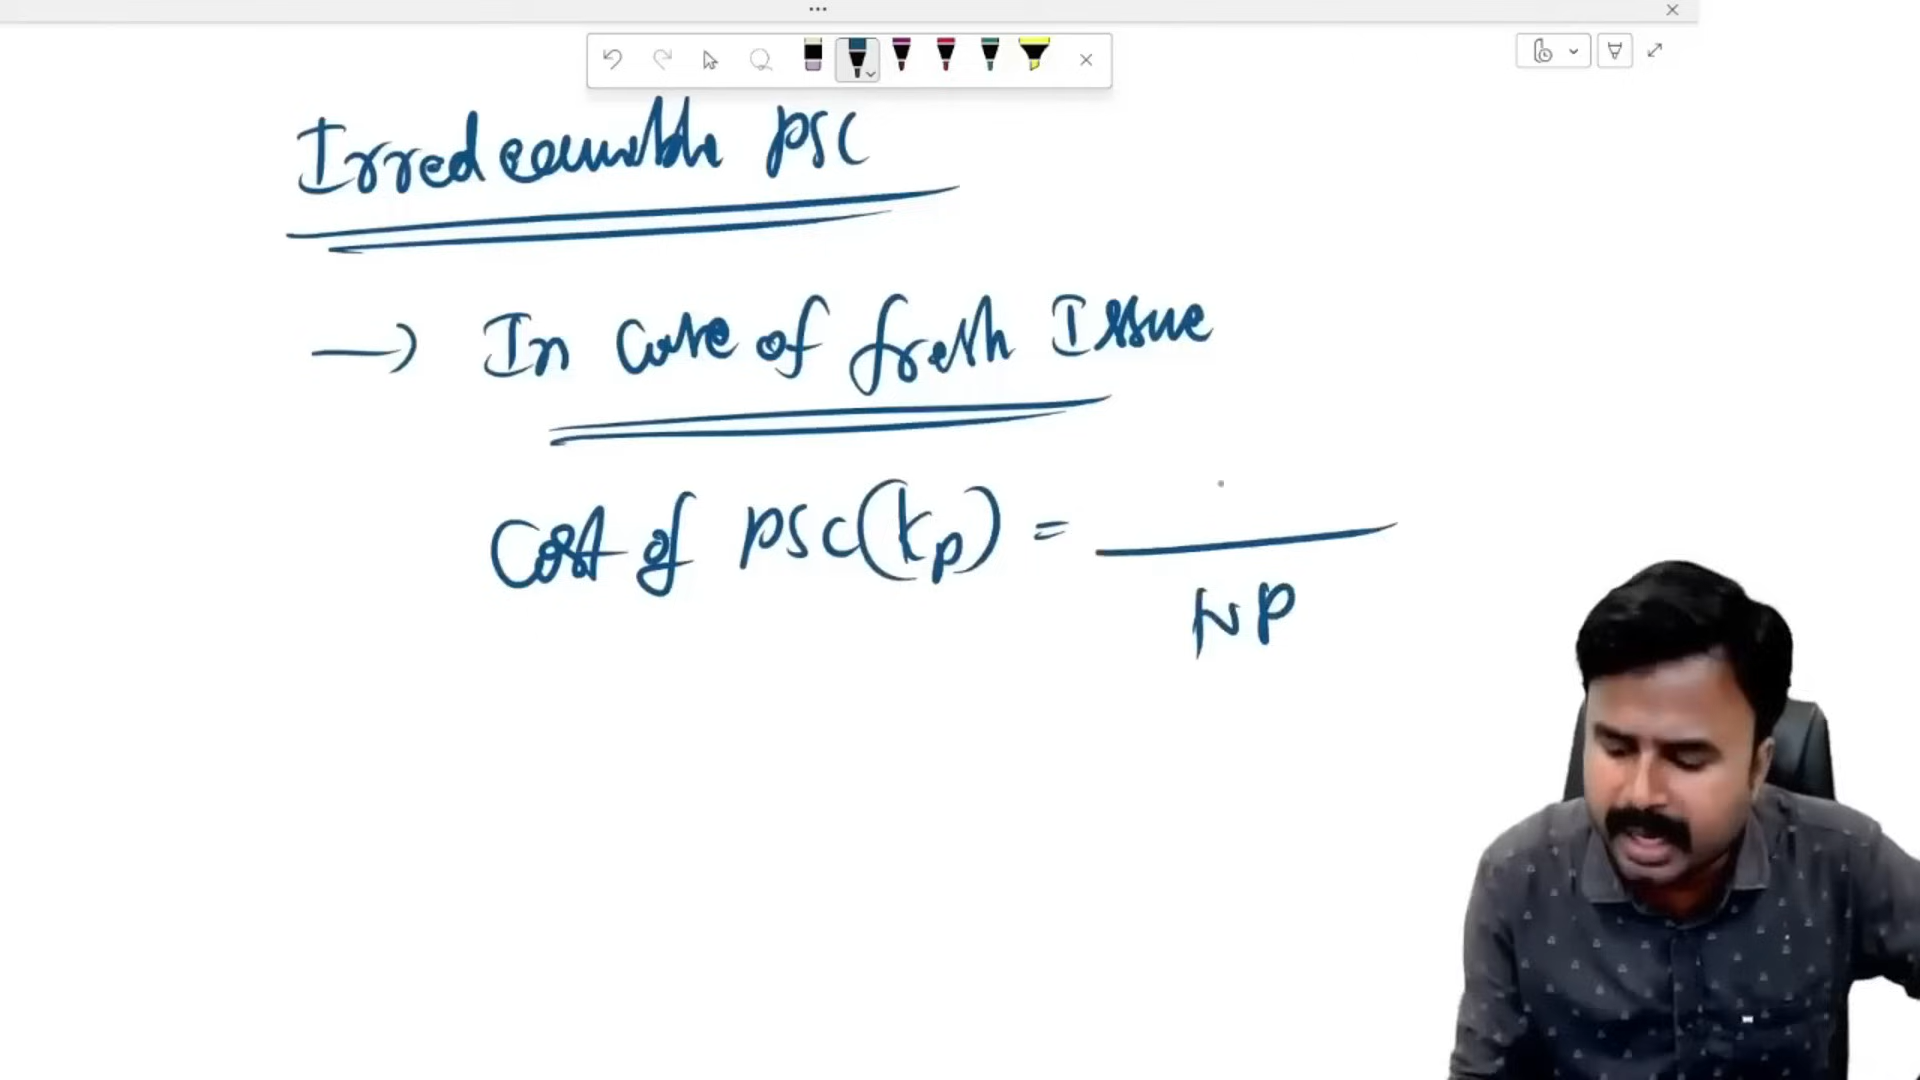 Irredeemable PSC
→ In Case of fresh Issue
Cost of PSC (Kp) =
NP